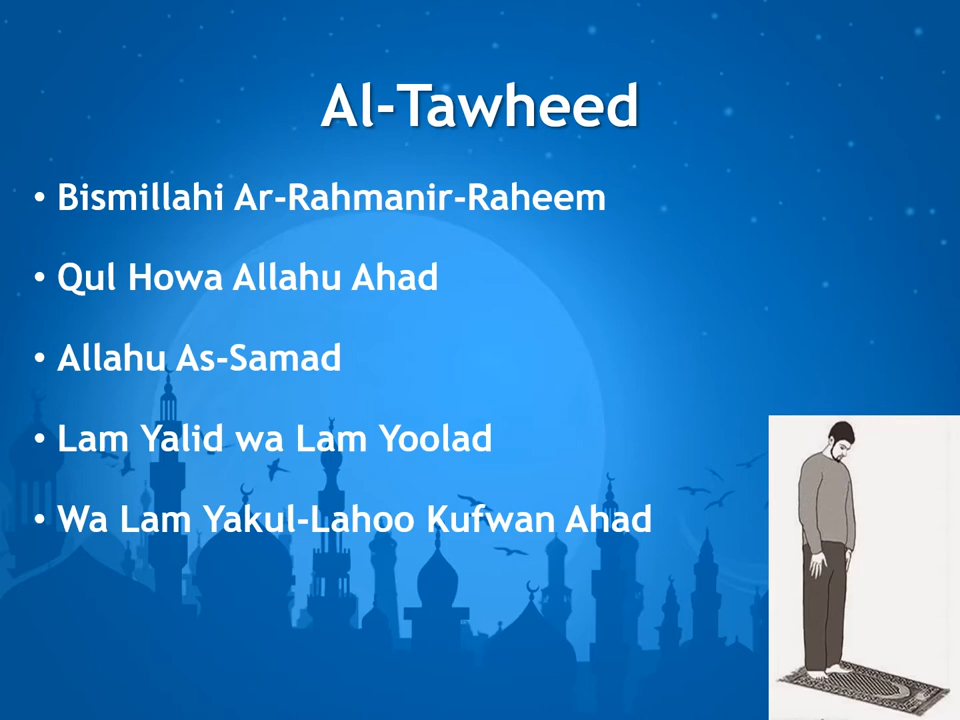 Al-Tawheed
• Bismillahi Ar-Rahmanir-Raheem
• Qul Howa Allahu Ahad
• Allahu As-Samad
• Lam Yalid wa Lam Yoolad
• Wa Lam Yakul-Lahoo Kufwan Ahad